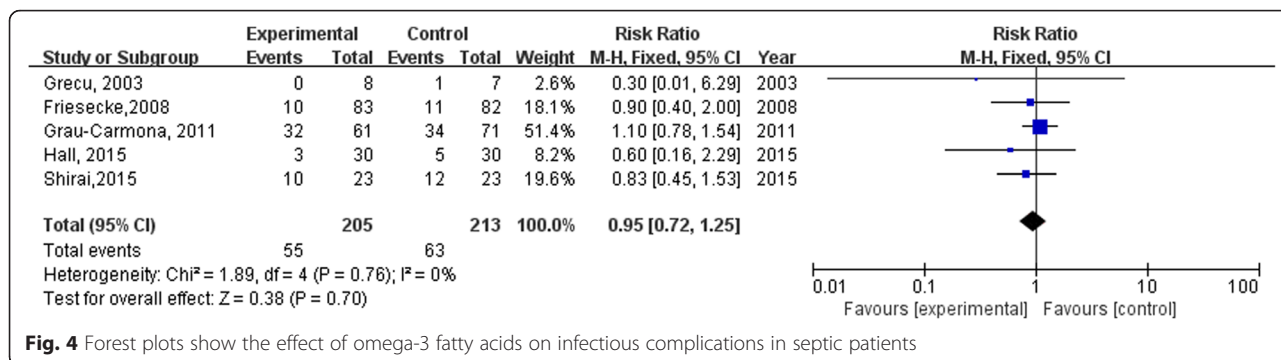 Experimental Control Risk Ratio Risk Ratio
Study or Subgroup Events Total Events Total Weight M-H, Fixed, 95% CI Year M-H, Fixed, 95% CI
Grecu, 2003 0 8 1 7 2.6% 0.30 [0.01, 6.29] 2003
Friesecke,2008 10 83 11 82 18.1% 0.90 [0.40, 2.00] 2008
Grau-Carmona, 2011 32 61 34 71 51.4% 1.10 [0.78, 1.54] 2011
Hall, 2015 3 30 5 30 8.2% 0.60 [0.16, 2.29] 2015
Shirai,2015 10 23 12 23 19.6% 0.83 [0.45, 1.53] 2015
Total (95% CI) 205 213 100.0% 0.95 [0.72, 1.25]
Total events 55 63
Heterogeneity: Chi² = 1.89, df = 4 (P = 0.76); I² = 0%
Test for overall effect: Z = 0.38 (P = 0.70)
0.01 0.1 1 10 100
Favours [experimental] Favours [control]
Fig. 4 Forest plots show the effect of omega-3 fatty acids on infectious complications in septic patients